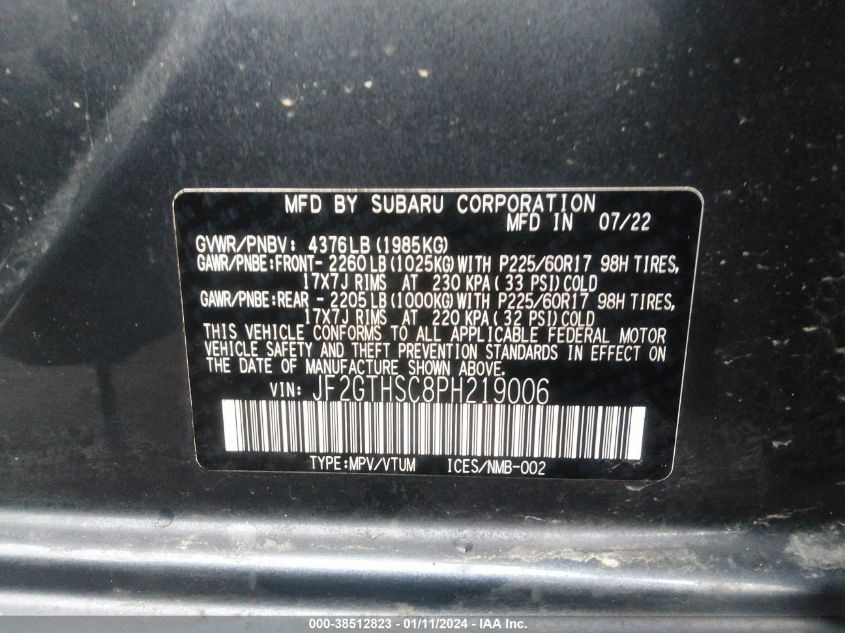 MFD BY SUBARU CORPORATION
MFD IN 07/22
GVWR/PNBV: 4376LB(1985KG)
GAWR/PNBE:FRONT- 2260LB(1025KG)WITH P225/60R17 98H TIRES,
17X7J RIMS AT 230 KPA(33 PSI)COLD
GAWR/PNBE:REAR - 2205LB(1000KG)WITH P225/60R17 98H TIRES,
17X7J RIMS AT 220 KPA(32 PSI)COLD
THIS VEHICLE CONFORMS TO ALL APPLICABLE FEDERAL MOTOR
VEHICLE SAFETY AND THEFT PREVENTION STANDARDS IN EFFECT ON
THE DATE OF MANUFACTURE SHOWN ABOVE.
VIN: JF2GTHSC8PH219006
TYPE:MPV/VTUM ICES/NMB-002
000-38512823 - 01/11/2024 - IAA Inc.